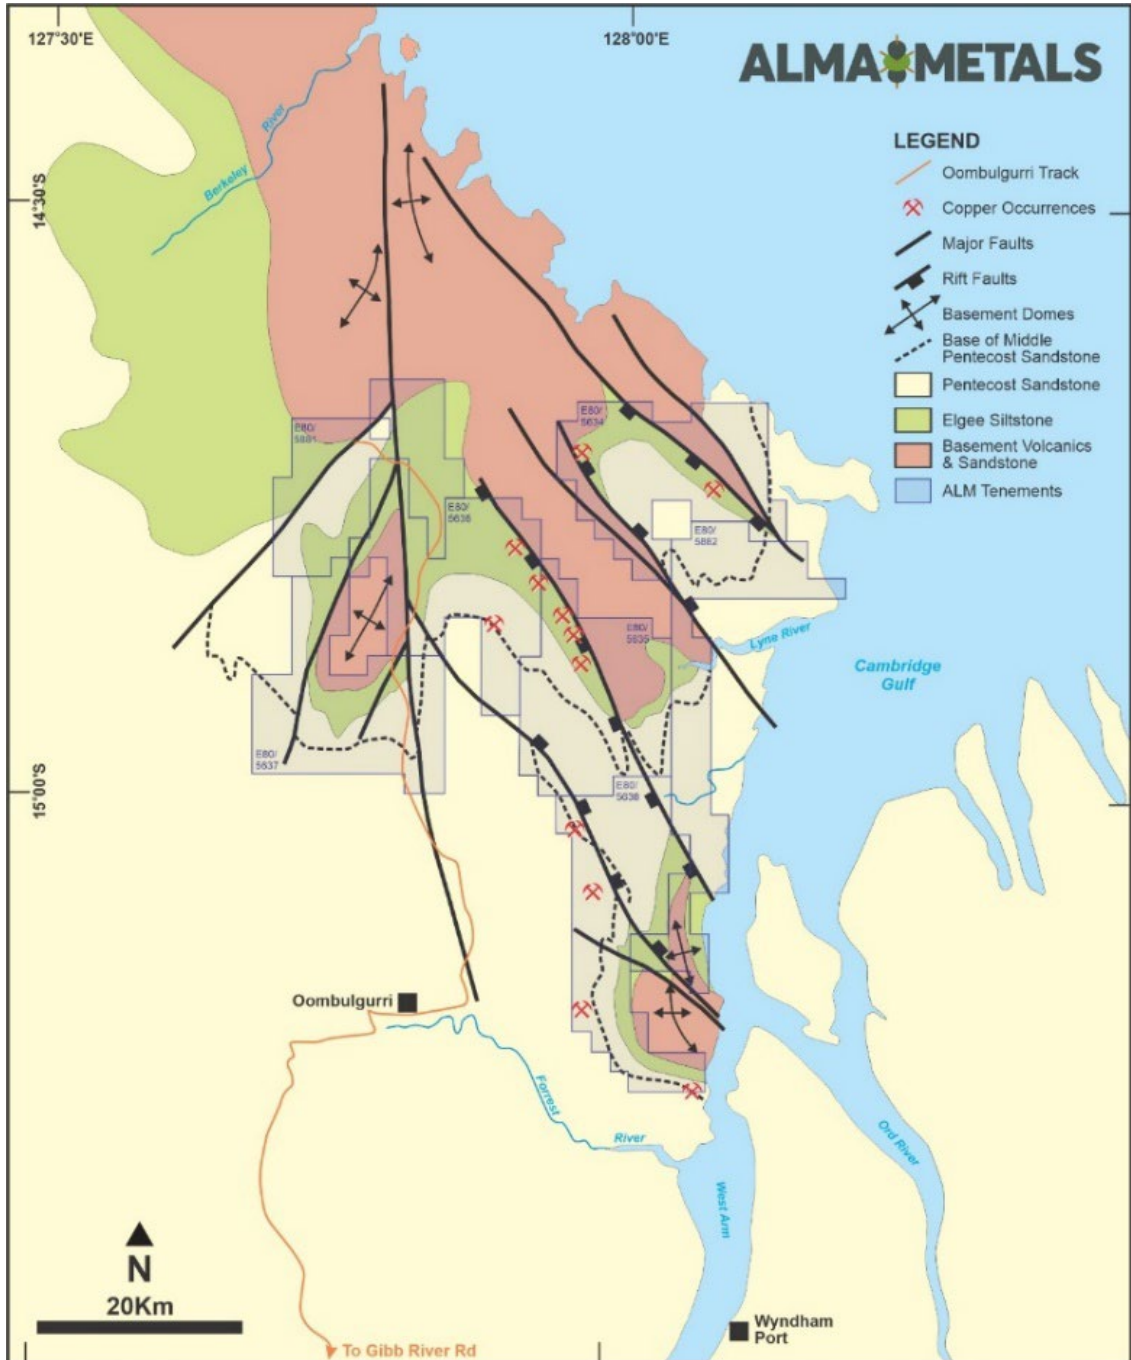 127°30'E
128°00'E
ALMA METALS
LEGEND
Oombulgurri Track
Copper Occurrences
Major Faults
Rift Faults
Basement Domes
Base of Middle
Pentecost Sandstone
Pentecost Sandstone
Elgee Siltstone
Basement Volcanics
& Sandstone
ALM Tenements
Berkeley
River
14°30'S
E80/
5881
E80/
5634
E80/
5636
E80/
5882
E80/
5635
Lyne River
Cambridge
Gulf
E80/
5637
15°00'S
E80/
5638
Oombulgurri
Forrest
River
Ord River
West Arm
N
20Km
Wyndham
Port
To Gibb River Rd